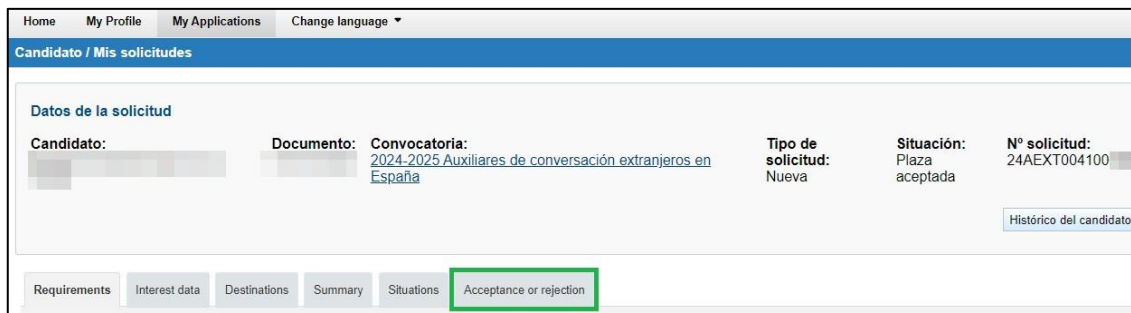 Home My Profile My Applications Change language
Candidato / Mis solicitudes
Datos de la solicitud
Candidato: Documento: Convocatoria: Tipo de solicitud: Situación: Nº solicitud:
2024-2025 Auxiliares de conversación extranjeros en España Nueva Plaza aceptada 24AEXT004100
Histórico del candidato
Requirements Interest data Destinations Summary Situations Acceptance or rejection